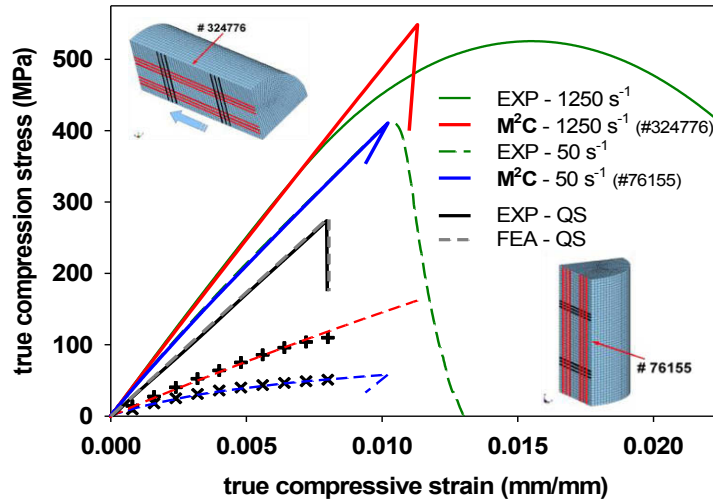 # 324776
500
400
300
200
100
0
true compression stress (MPa)
EXP - 1250 s⁻¹
M²C - 1250 s⁻¹ (#324776)
EXP - 50 s⁻¹
M²C - 50 s⁻¹ (#76155)
EXP - QS
FEA - QS
# 76155
0.000 0.005 0.010 0.015 0.020
true compressive strain (mm/mm)